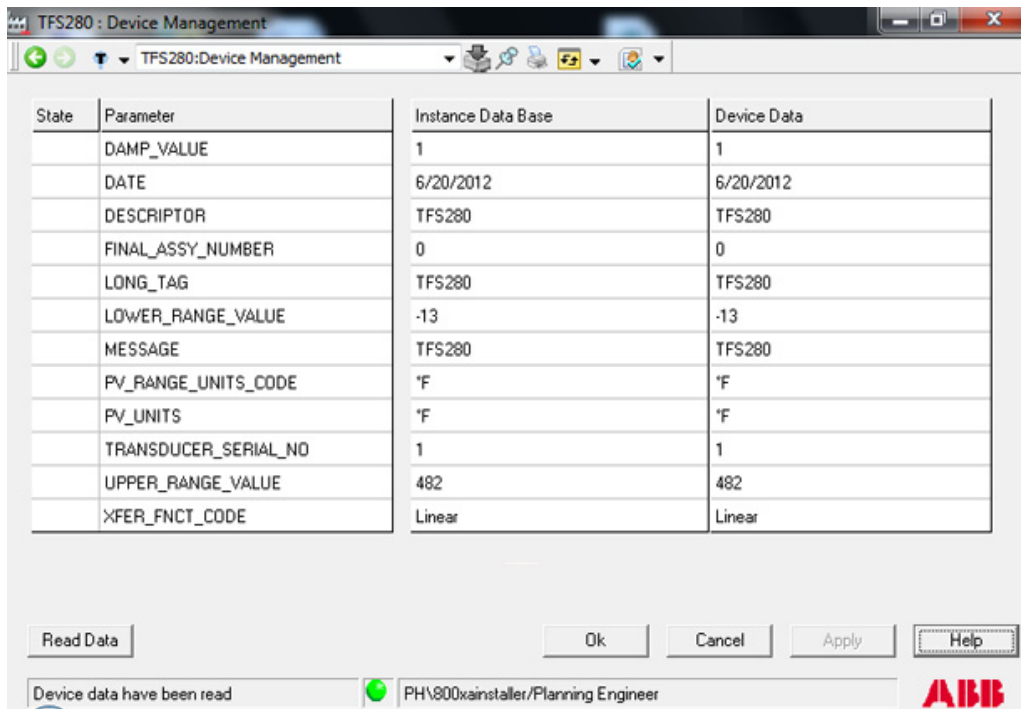 TFS280 : Device Management
TFS280:Device Management
State Parameter Instance Data Base Device Data
DAMP_VALUE 1 1
DATE 6/20/2012 6/20/2012
DESCRIPTOR TFS280 TFS280
FINAL_ASSY_NUMBER 0 0
LONG_TAG TFS280 TFS280
LOWER_RANGE_VALUE -13 -13
MESSAGE TFS280 TFS280
PV_RANGE_UNITS_CODE °F °F
PV_UNITS °F °F
TRANSDUCER_SERIAL_NO 1 1
UPPER_RANGE_VALUE 482 482
XFER_FNCT_CODE Linear Linear
Read Data Ok Cancel Apply Help
Device data have been read PH\800xainstaller/Planning Engineer ABB